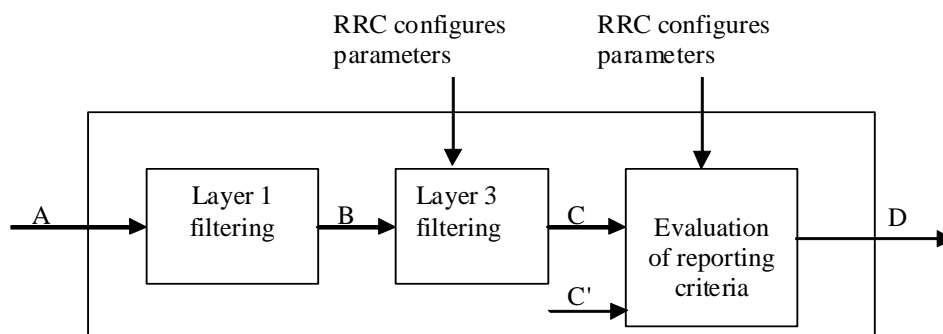 RRC configures
parameters
RRC configures
parameters
A
Layer 1
filtering
B
Layer 3
filtering
C
C'
Evaluation
of reporting
criteria
D